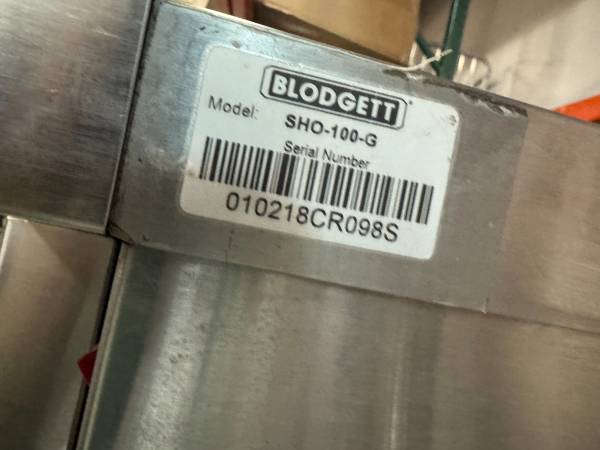 BLODGETT
Model: SHO-100-G
Serial Number
010218CR098S